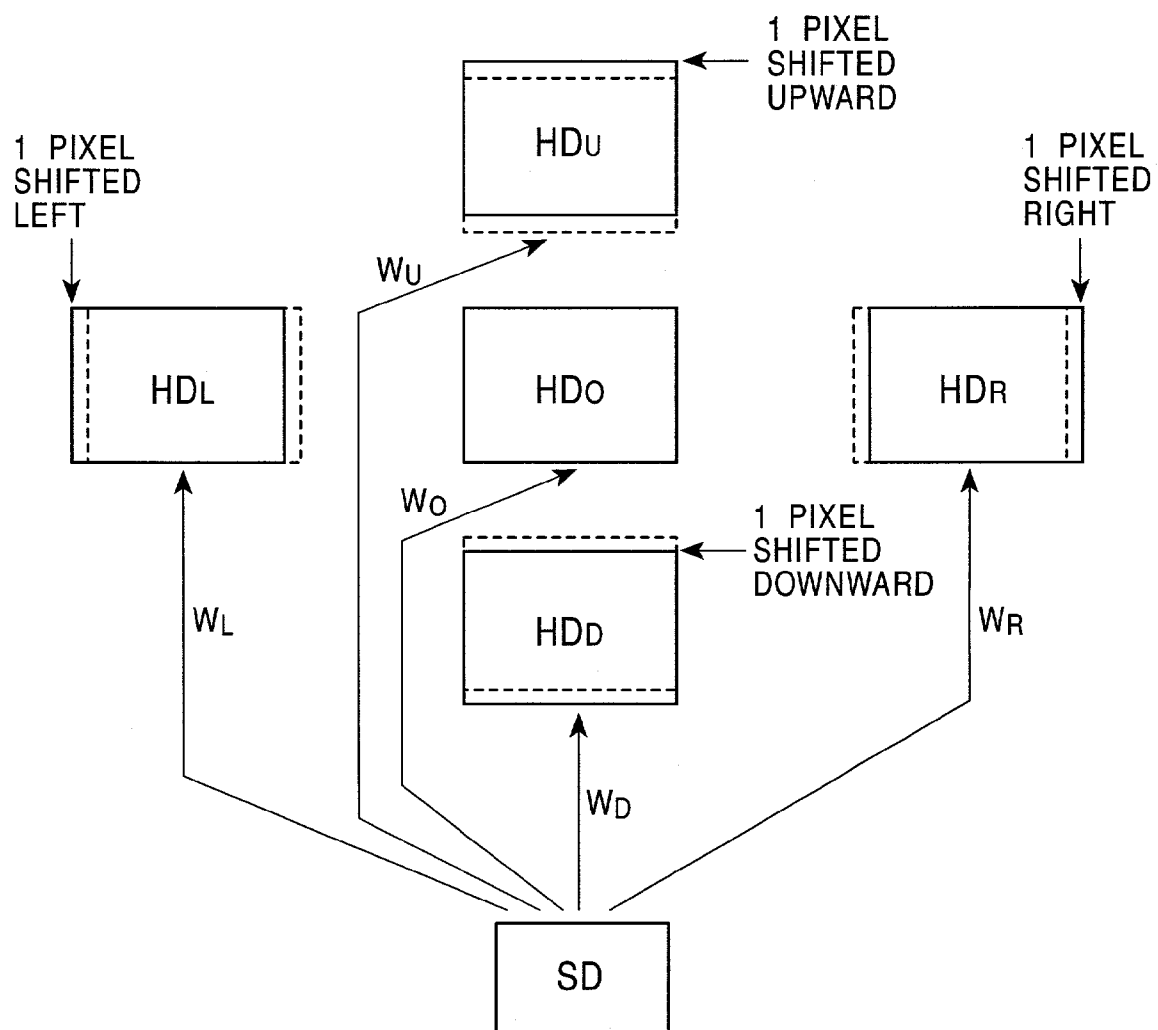 1 PIXEL
SHIFTED
UPWARD
HDU
1 PIXEL
SHIFTED
LEFT
1 PIXEL
SHIFTED
RIGHT
WU
HDL
HDO
HDR
WO
1 PIXEL
SHIFTED
DOWNWARD
WL
HDD
WR
WD
SD